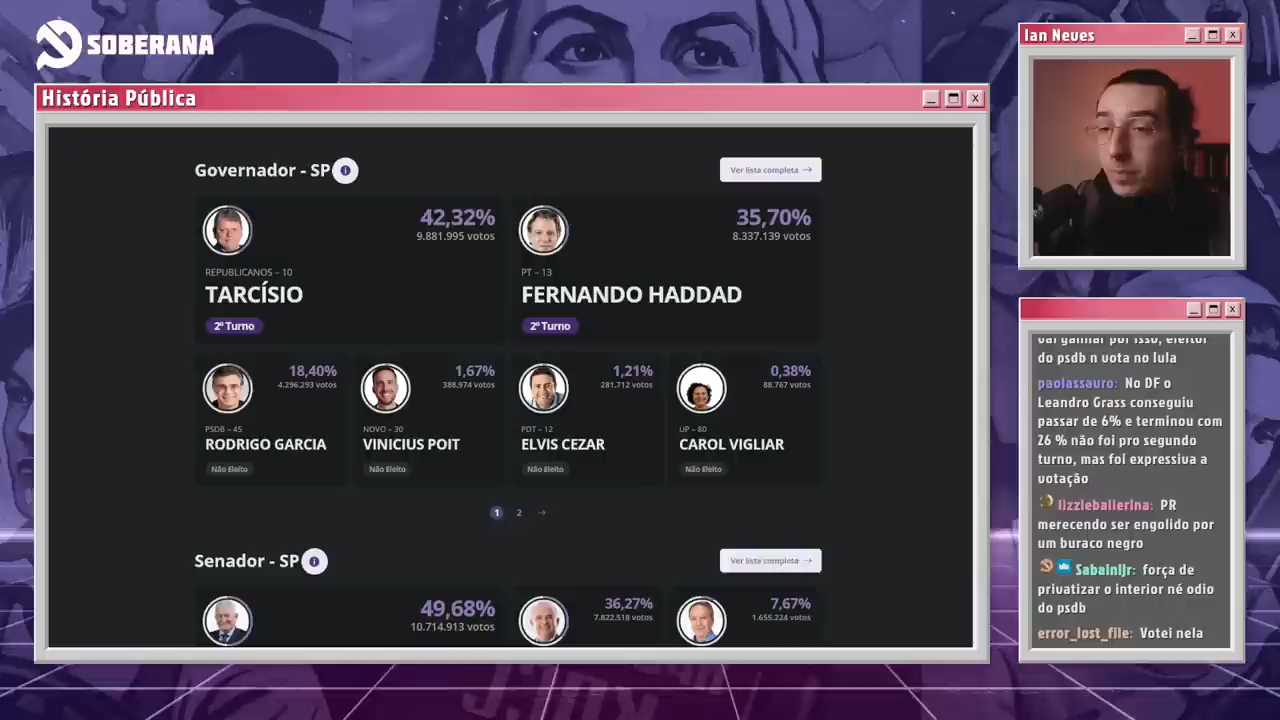 SOBERANA
História Pública
Governador - SP
Ver lista completa →
42,32%
9.881.995 votos
REPUBLICANOS – 10
TARCÍSIO
2º Turno
35,70%
8.337.139 votos
PT – 13
FERNANDO HADDAD
2º Turno
18,40%
4.296.293 votos
PSDB – 45
RODRIGO GARCIA
Não Eleito
1,67%
388.974 votos
NOVO – 30
VINICIUS POIT
Não Eleito
1,21%
281.712 votos
PDT – 12
ELVIS CEZAR
Não Eleito
0,38%
88.767 votos
UP – 80
CAROL VIGLIAR
Não Eleito
1 2 →
Senador - SP
Ver lista completa →
49,68%
10.714.913 votos
36,27%
7.822.518 votos
7,67%
1.655.224 votos
Ian Neves
vai ganhar por isso, eleitor
do psdb n vota no lula
paolassauro: No DF o
Leandro Grass conseguiu
passar de 6% e terminou com
26 % não foi pro segundo
turno, mas foi expressiva a
votação
lizzieballerina: PR
merecendo ser engolido por
um buraco negro
Sabainijr: força de
privatizar o interior né odio
do psdb
error_lost_file: Votei nela